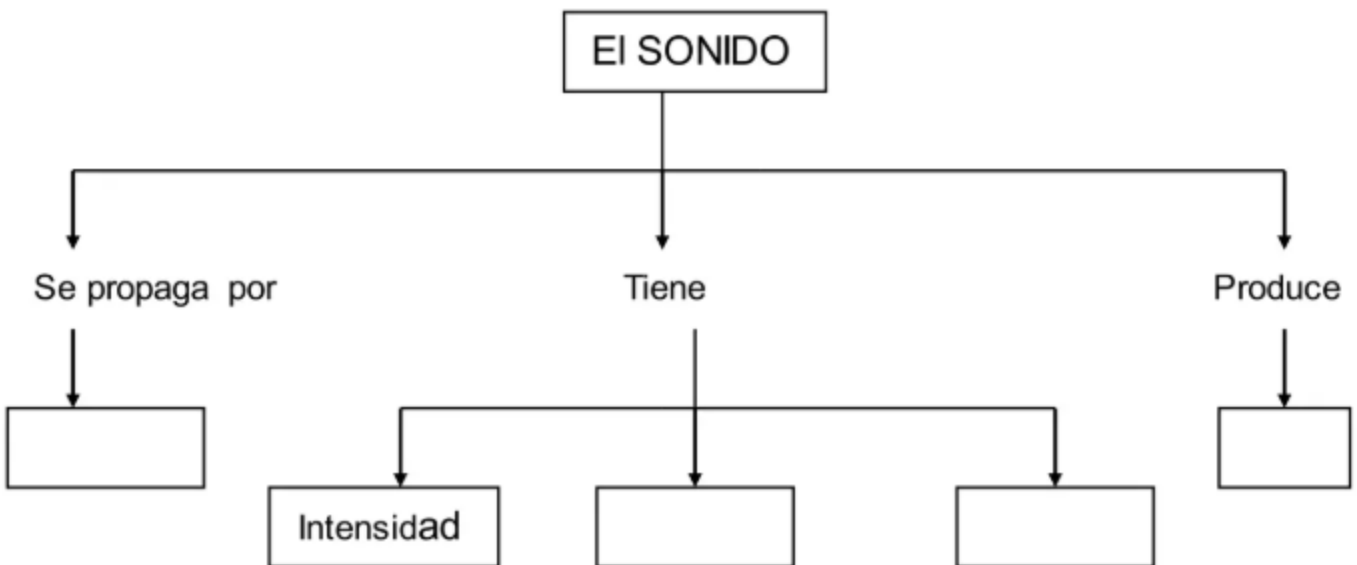 El SONIDO
Se propaga por
Tiene
Produce
Intensidad